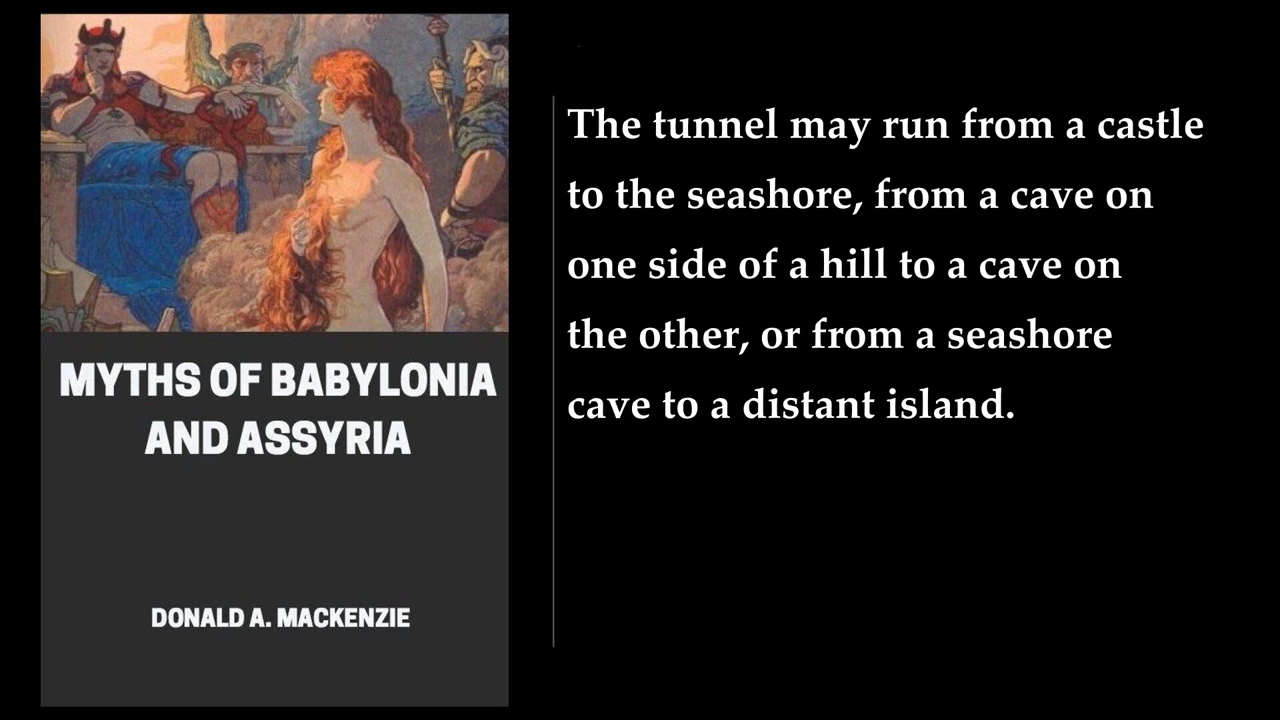 MYTHS OF BABYLONIA
AND ASSYRIA
DONALD A. MACKENZIE
The tunnel may run from a castle
to the seashore, from a cave on
one side of a hill to a cave on
the other, or from a seashore
cave to a distant island.